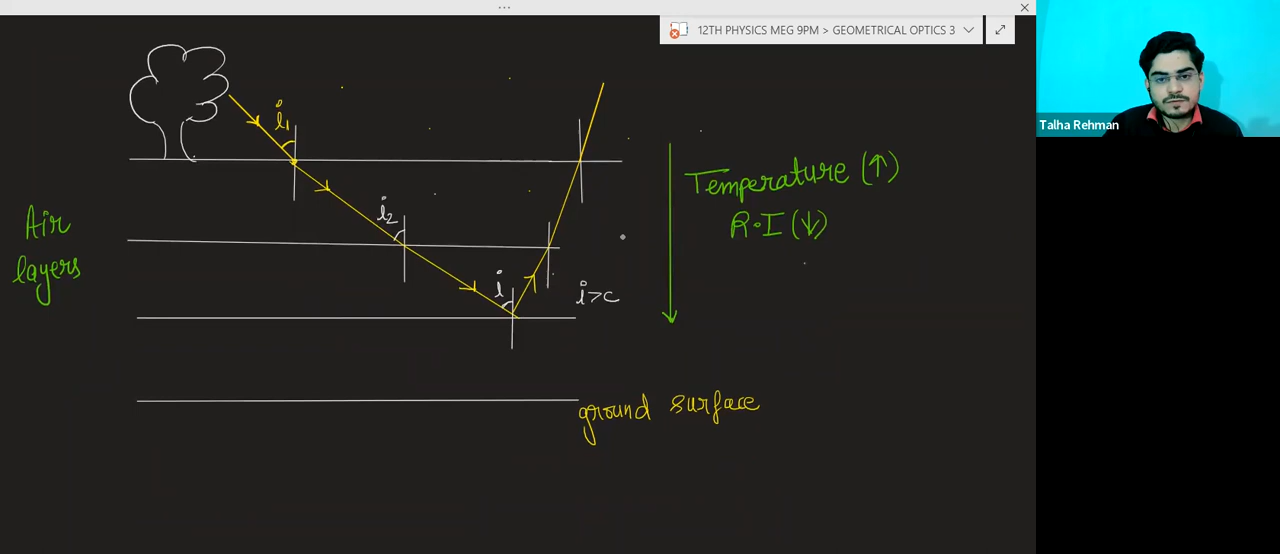 12TH PHYSICS MEG 9PM > GEOMETRICAL OPTICS 3
Talha Rehman
i1
Temperature (↑)
R.I (↓)
i2
Air
layers
i
i>c
ground surface